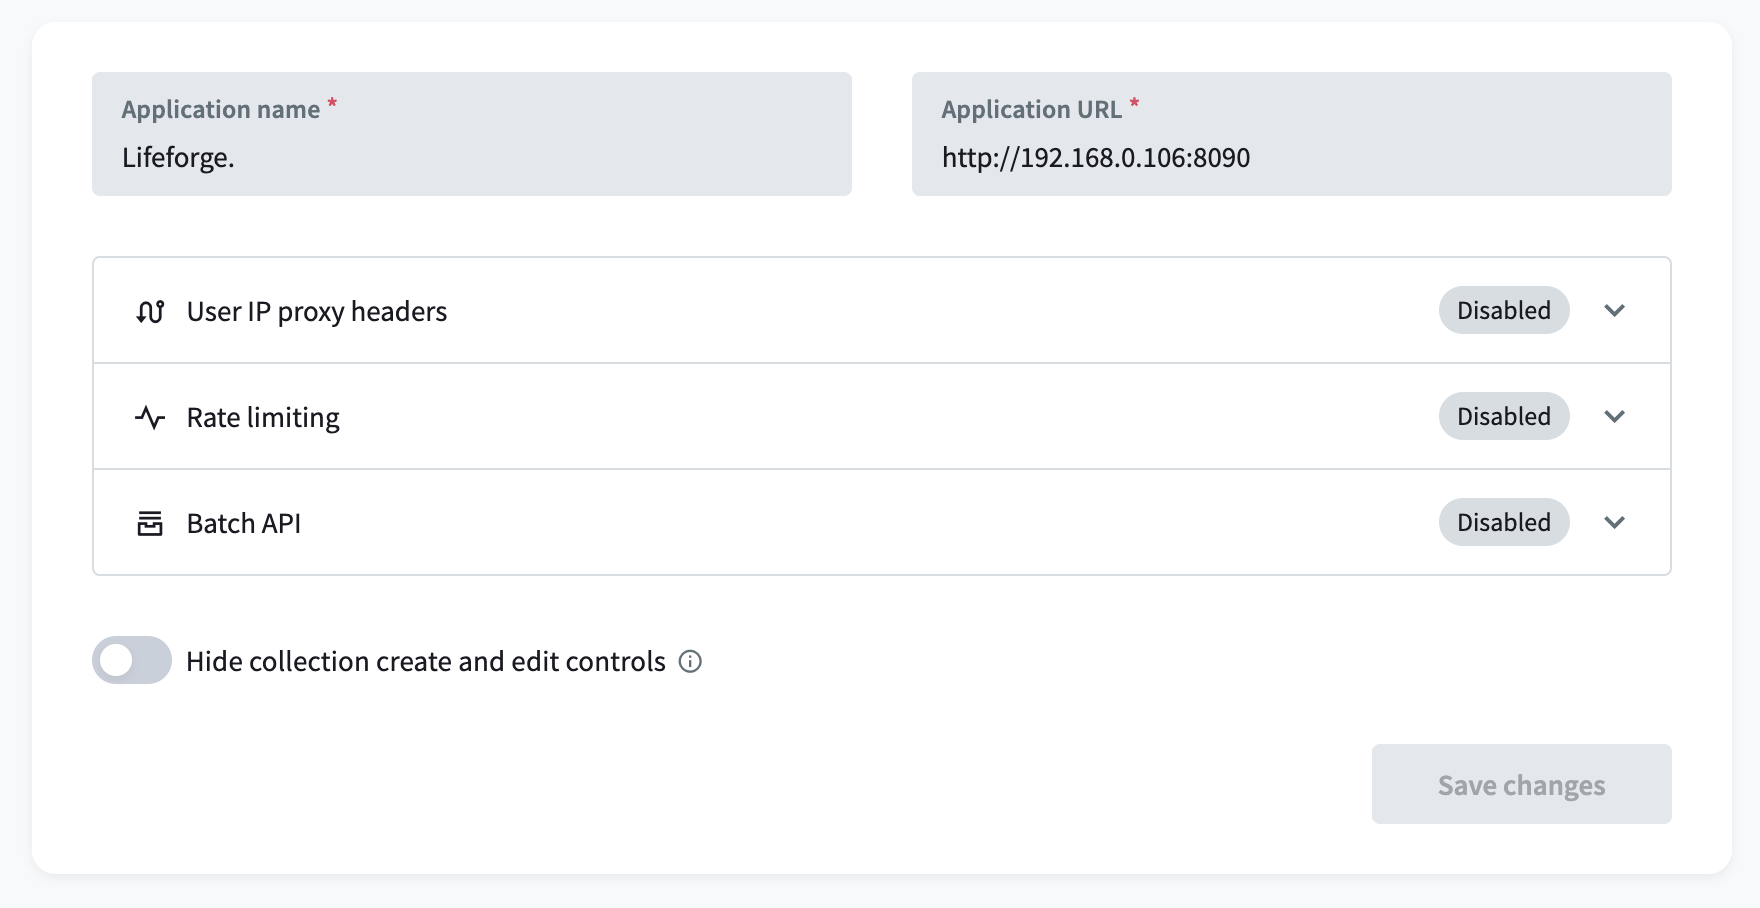 Application name *
Lifeforge.
Application URL *
http://192.168.0.106:8090
User IP proxy headers
Disabled
Rate limiting
Disabled
Batch API
Disabled
Hide collection create and edit controls
Save changes